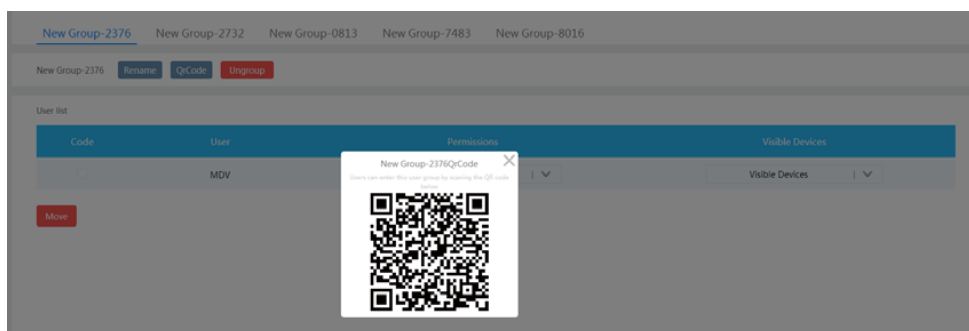 New Group-2376 New Group-2732 New Group-0813 New Group-7483 New Group-8016
New Group-2376 Rename QrCode Ungroup
User list
Code User Permissions Visible Devices
New Group-2376QrCode
Users can enter this user group by scaning the QR code
below
MDV Visible Devices
Move